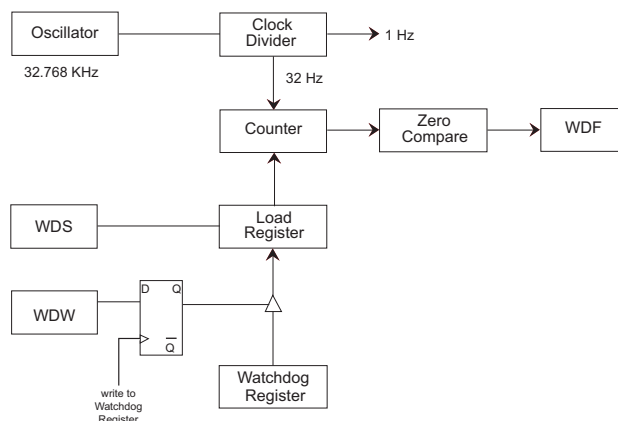 Oscillator
Clock
Divider
1 Hz
32.768 KHz
32 Hz
Counter
Zero
Compare
WDF
WDS
Load
Register
WDW
D Q
Q
write to
Watchdog
Register
Watchdog
Register